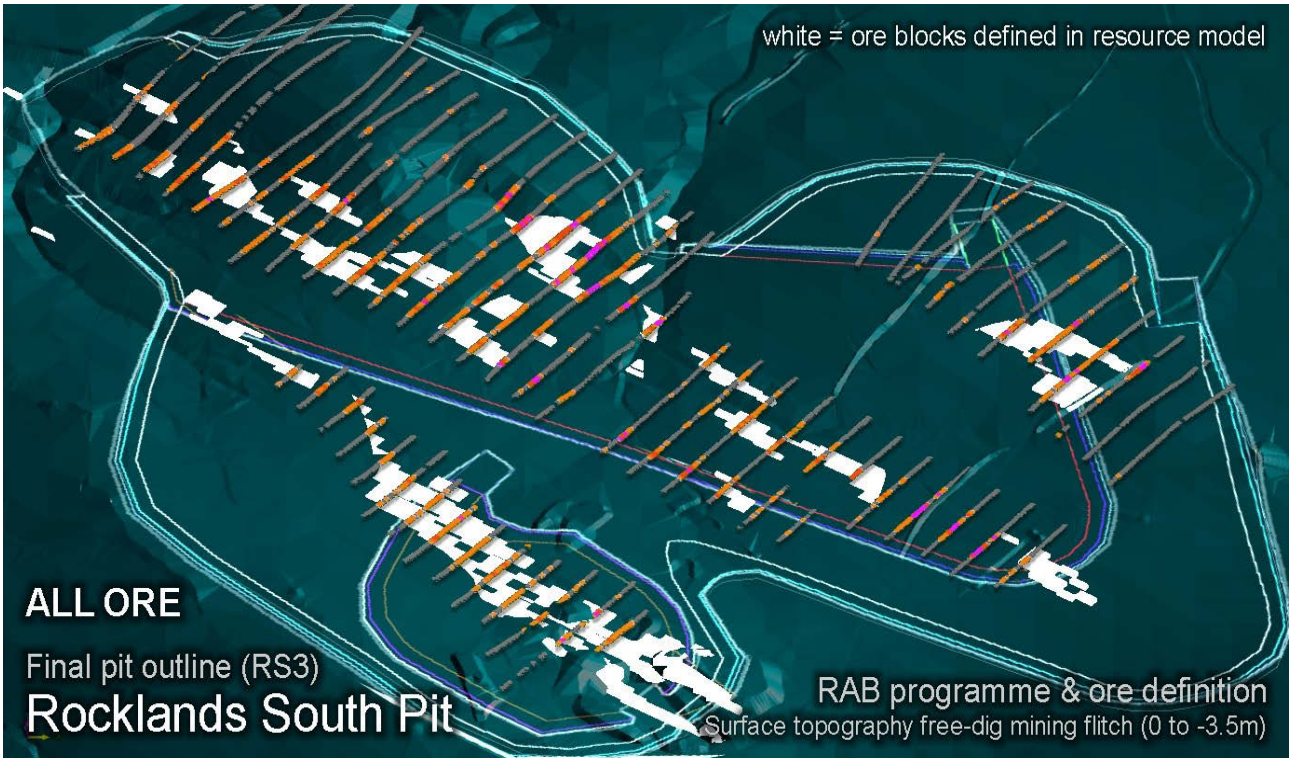 white = ore blocks defined in resource model
ALL ORE
Final pit outline (RS3)
Rocklands South Pit
RAB programme & ore definition
Surface topography free-dig mining flitch (0 to -3.5m)